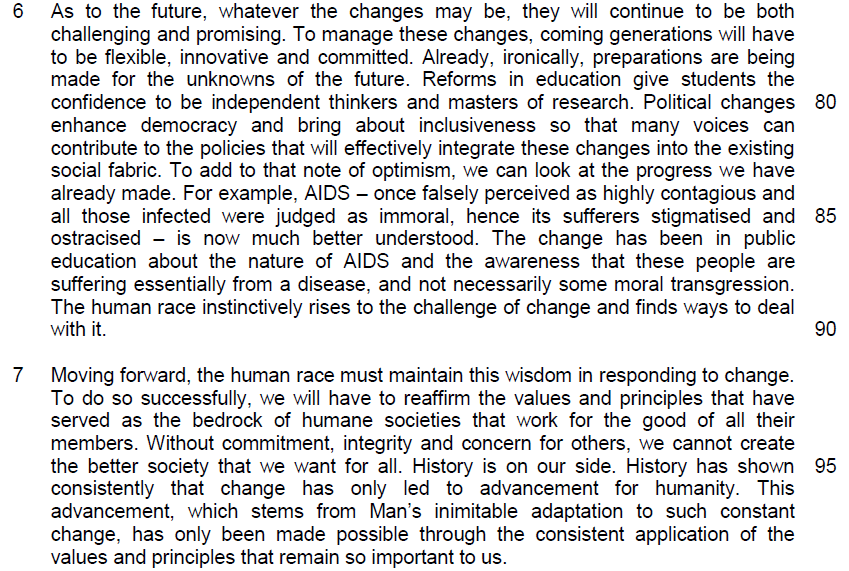 6 As to the future, whatever the changes may be, they will continue to be both
challenging and promising. To manage these changes, coming generations will have
to be flexible, innovative and committed. Already, ironically, preparations are being
made for the unknowns of the future. Reforms in education give students the
confidence to be independent thinkers and masters of research. Political changes 80
enhance democracy and bring about inclusiveness so that many voices can
contribute to the policies that will effectively integrate these changes into the existing
social fabric. To add to that note of optimism, we can look at the progress we have
already made. For example, AIDS – once falsely perceived as highly contagious and
all those infected were judged as immoral, hence its sufferers stigmatised and 85
ostracised – is now much better understood. The change has been in public
education about the nature of AIDS and the awareness that these people are
suffering essentially from a disease, and not necessarily some moral transgression.
The human race instinctively rises to the challenge of change and finds ways to deal
with it. 90
7 Moving forward, the human race must maintain this wisdom in responding to change.
To do so successfully, we will have to reaffirm the values and principles that have
served as the bedrock of humane societies that work for the good of all their
members. Without commitment, integrity and concern for others, we cannot create
the better society that we want for all. History is on our side. History has shown 95
consistently that change has only led to advancement for humanity. This
advancement, which stems from Man's inimitable adaptation to such constant
change, has only been made possible through the consistent application of the
values and principles that remain so important to us.